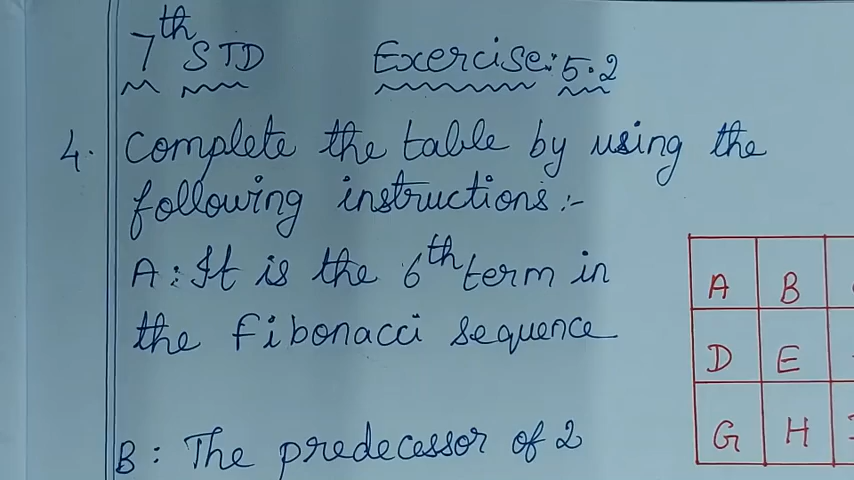 7th STD Exercise: 5.2
4. Complete the table by using the
following instructions :-
A : It is the 6th term in
the Fibonacci sequence
A B
D E
G H
B : The predecessor of 2